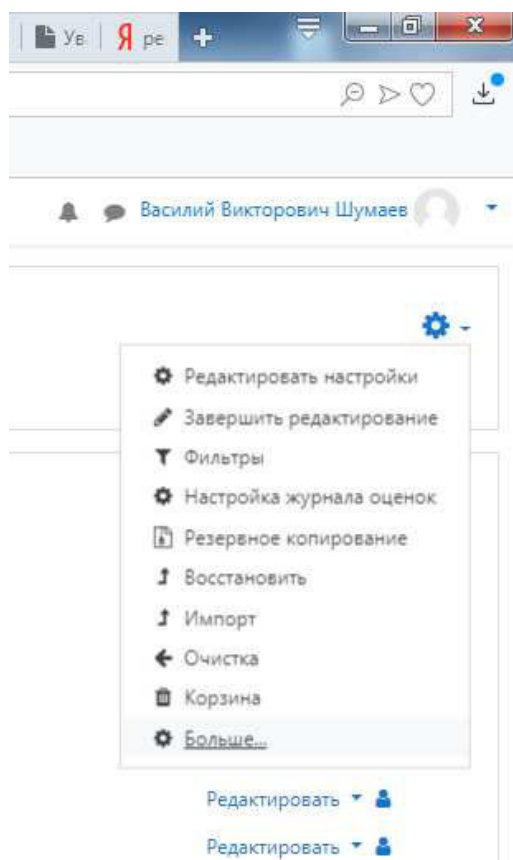 Ув Я ре
Василий Викторович Шумаев
Редактировать настройки
Завершить редактирование
Фильтры
Настройка журнала оценок
Резервное копирование
Восстановить
Импорт
Очистка
Корзина
Больше...
Редактировать
Редактировать